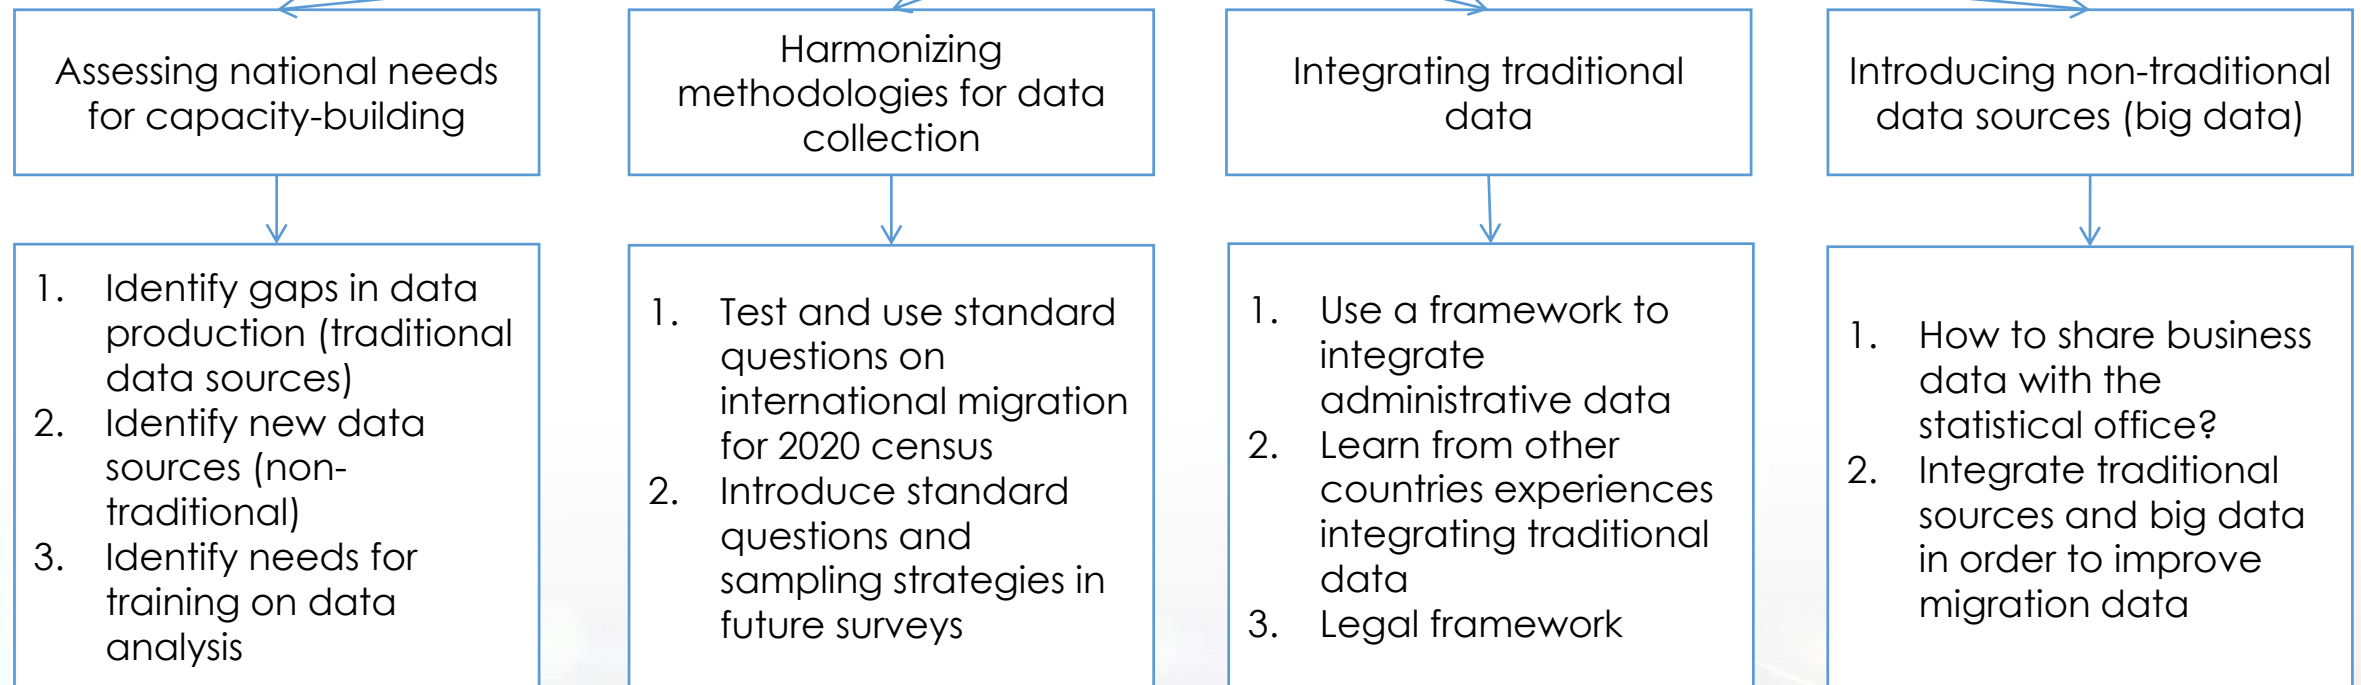 Assessing national needs
for capacity-building
Harmonizing
methodologies for data
collection
Integrating traditional
data
Introducing non-traditional
data sources (big data)
1. Identify gaps in data
production (traditional
data sources)
2. Identify new data
sources (non-
traditional)
3. Identify needs for
training on data
analysis
1. Test and use standard
questions on
international migration
for 2020 census
2. Introduce standard
questions and
sampling strategies in
future surveys
1. Use a framework to
integrate
administrative data
2. Learn from other
countries experiences
integrating traditional
data
3. Legal framework
1. How to share business
data with the
statistical office?
2. Integrate traditional
sources and big data
in order to improve
migration data